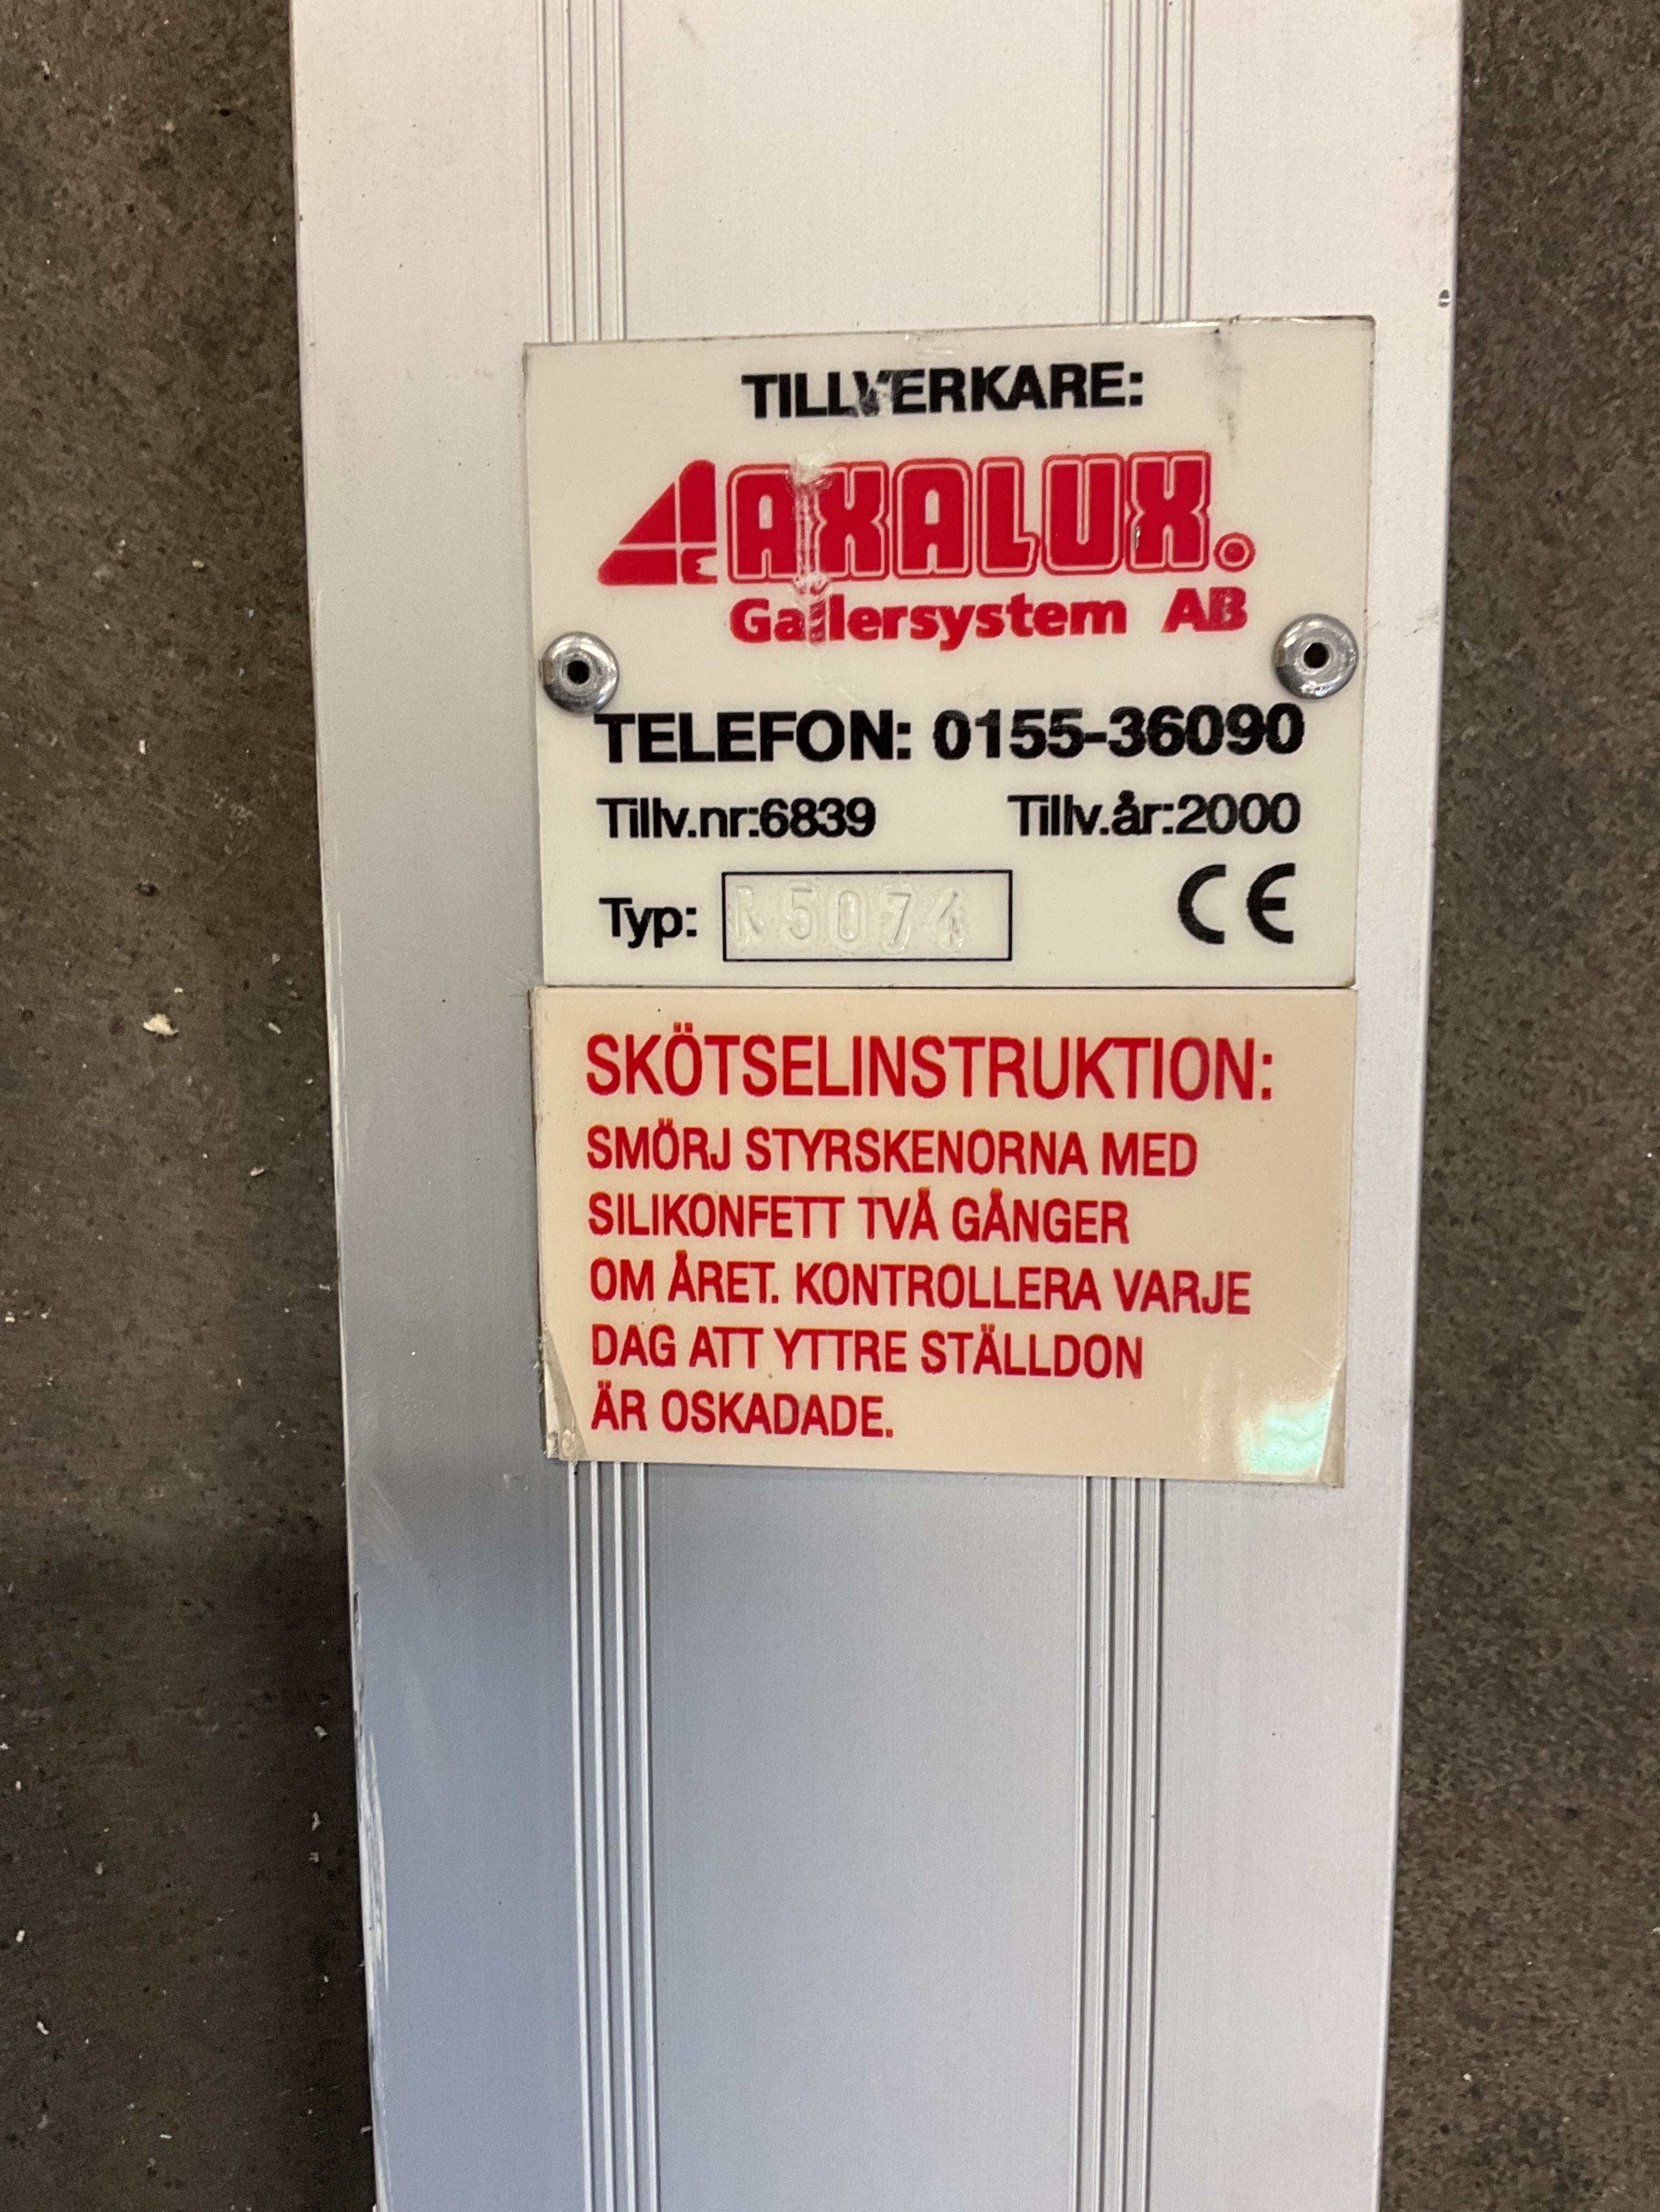 TILLVERKARE:
AXALUX®
Gallersystem AB
TELEFON: 0155-36090
Tillv.nr:6839 Tillv.år:2000
Typ: R5074 CE
SKÖTSELINSTRUKTION:
SMÖRJ STYRSKENORNA MED
SILIKONFETT TVÅ GÅNGER
OM ÅRET. KONTROLLERA VARJE
DAG ATT YTTRE STÄLLDON
ÄR OSKADADE.